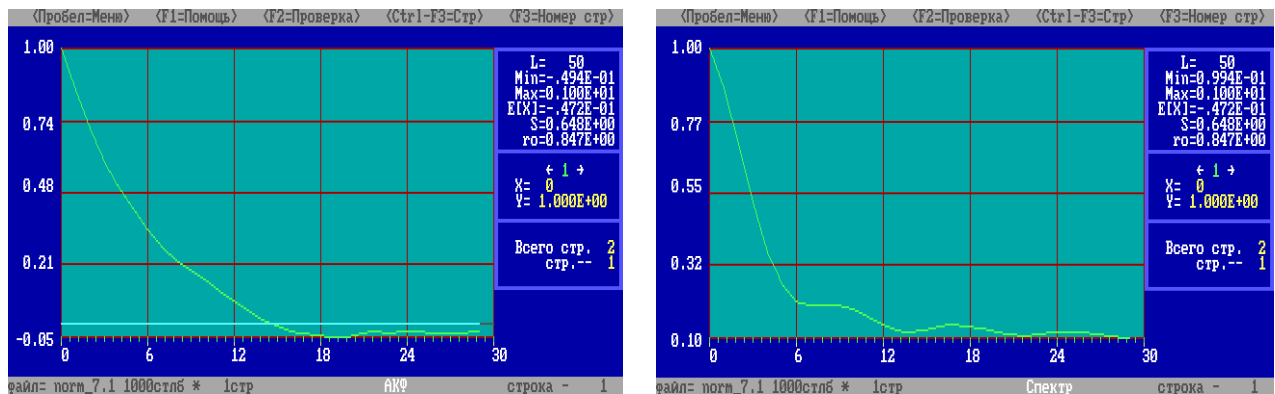 <Пробел=Меню> <F1=Помощь> <F2=Проверка> <Ctrl-F3=Стр> <F3=Номер стр>
1.00
0.74
0.48
0.21
-0.05
0 6 12 18 24 30
L= 50
Min=-.494E-01
Max=0.100E+01
E[X]=-.472E-01
S=0.648E+00
ro=0.847E+00
← 1 →
X= 0
Y= 1.000E+00
Всего стр. 2
стр.-- 1
файл= norm_7.1 1000стлб * 1стр АКФ строка - 1
<Пробел=Меню> <F1=Помощь> <F2=Проверка> <Ctrl-F3=Стр> <F3=Номер стр>
1.00
0.77
0.55
0.32
0.10
0 6 12 18 24 30
L= 50
Min=0.994E-01
Max=0.100E+01
E[X]=-.472E-01
S=0.648E+00
ro=0.847E+00
← 1 →
X= 0
Y= 1.000E+00
Всего стр. 2
стр.-- 1
файл= norm_7.1 1000стлб * 1стр Спектр строка - 1